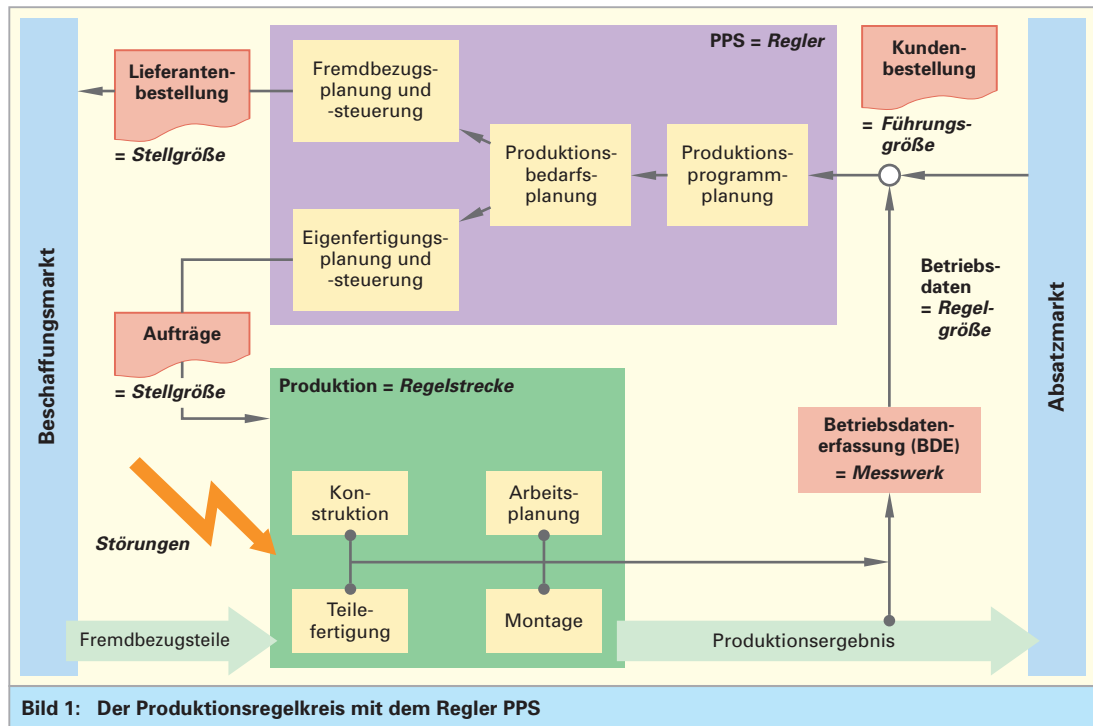 PPS = Regler
Kunden-
bestellung
= Führungs-
größe
Lieferanten-
bestellung
= Stellgröße
Fremdbezugs-
planung und
-steuerung
Produktions-
bedarfs-
planung
Produktions-
programm-
planung
Eigenfertigungs-
planung und
-steuerung
Betriebs-
daten
= Regel-
größe
Beschaffungsmarkt
Absatzmarkt
Aufträge
= Stellgröße
Produktion = Regelstrecke
Betriebsdaten-
erfassung (BDE)
= Messwerk
Kon-
struktion
Arbeits-
planung
Störungen
Teile-
fertigung
Montage
Fremdbezugsteile
Produktionsergebnis
Bild 1: Der Produktionsregelkreis mit dem Regler PPS